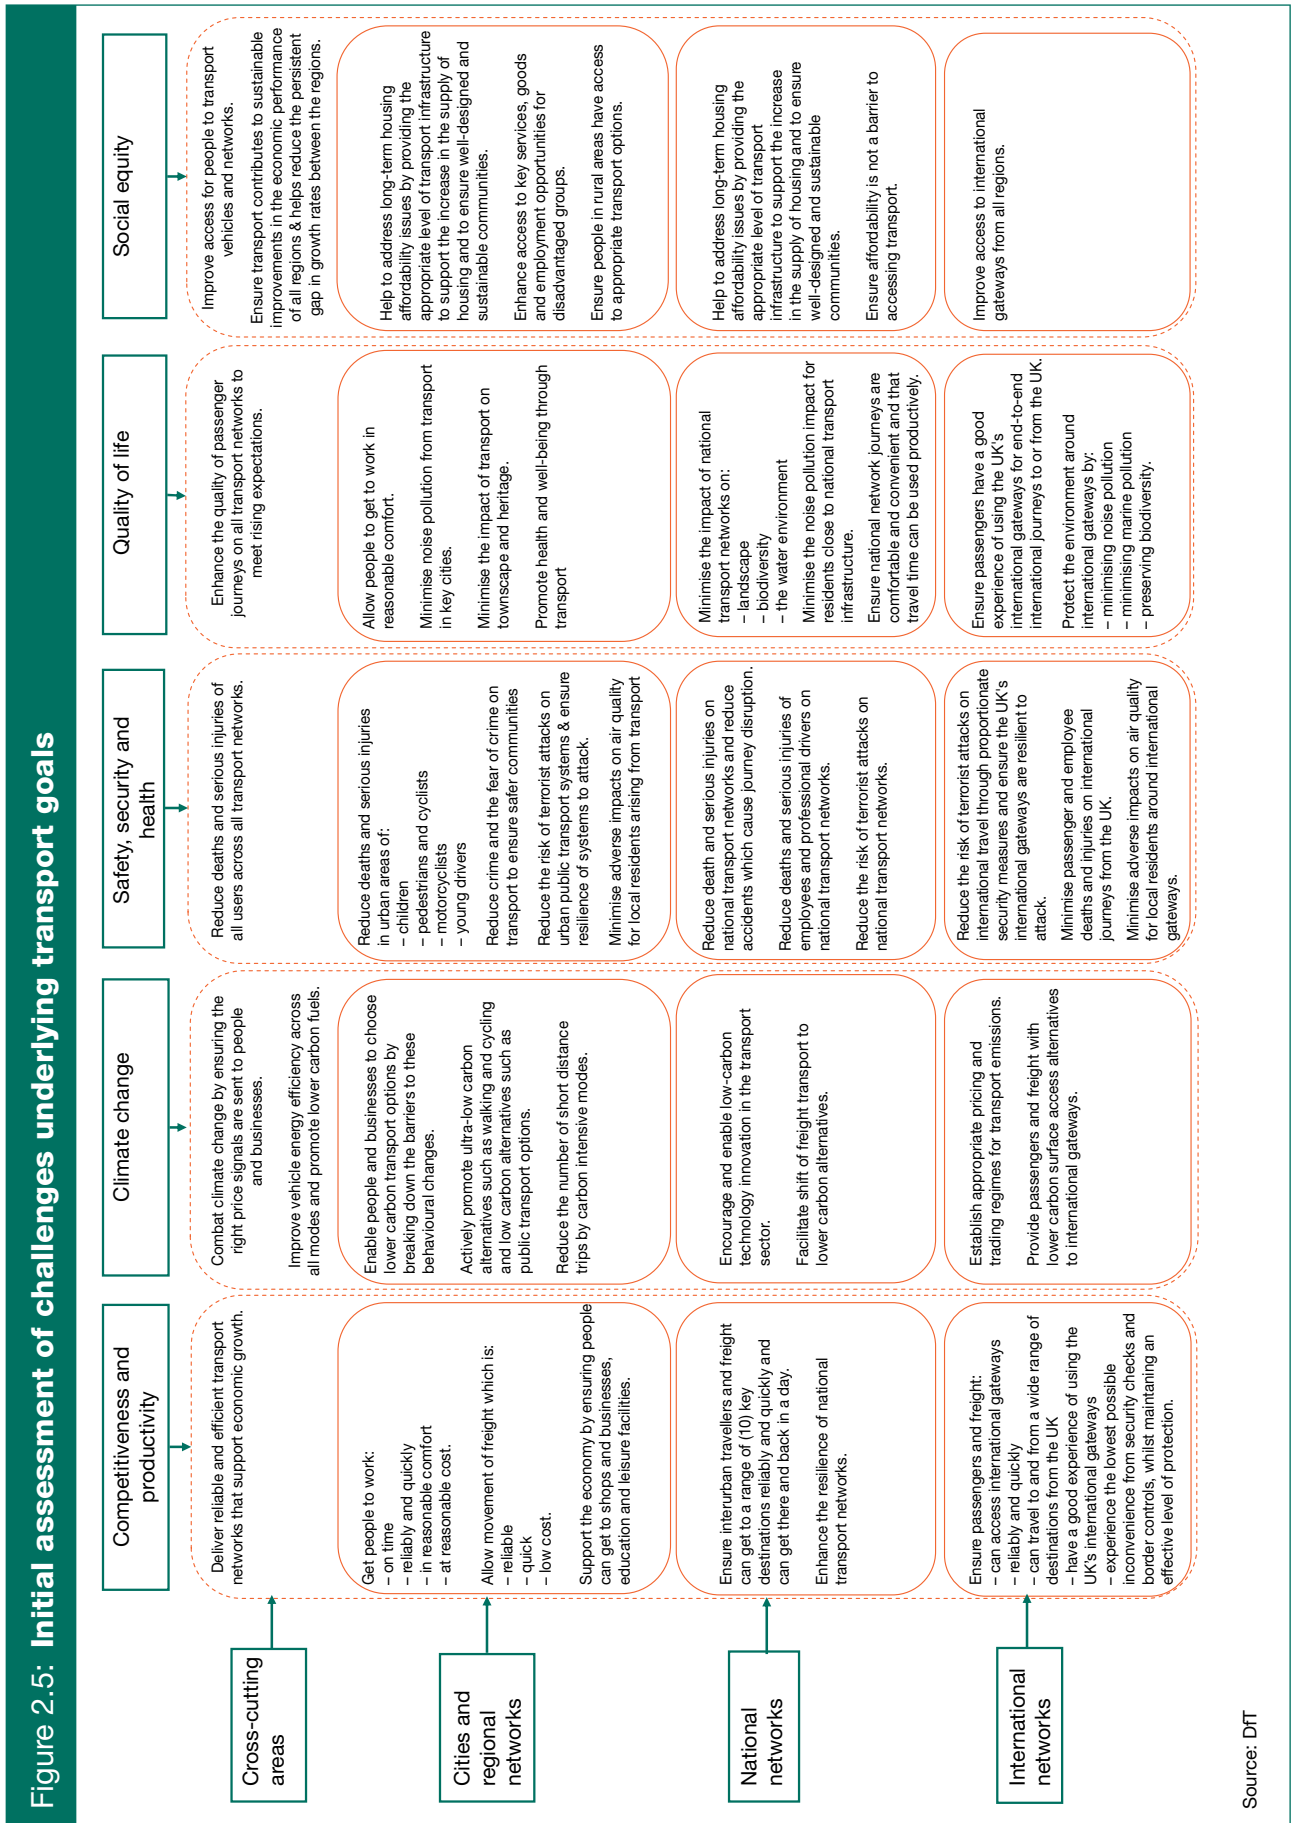 Figure 2.5: Initial assessment of challenges underlying transport goals
Competitiveness and
productivity
Climate change
Safety, security and
health
Quality of life
Social equity
Cross-cutting
areas
Deliver reliable and efficient transport
networks that support economic growth.
Combat climate change by ensuring the
right price signals are sent to people
and businesses.
Improve vehicle energy efficiency across
all modes and promote lower carbon fuels.
Reduce deaths and serious injuries of
all users across all transport networks.
Enhance the quality of passenger
journeys on all transport networks to
meet rising expectations.
Improve access for people to transport
vehicles and networks.
Ensure transport contributes to sustainable
improvements in the economic performance
of all regions & helps reduce the persistent
gap in growth rates between the regions.
Cities and
regional
networks
Get people to work:
– on time
– reliably and quickly
– in reasonable comfort
– at reasonable cost.
Allow movement of freight which is:
– reliable
– quick
– low cost.
Support the economy by ensuring people
can get to shops and businesses,
education and leisure facilities.
Enable people and businesses to choose
lower carbon transport options by
breaking down the barriers to these
behavioural changes.
Actively promote ultra-low carbon
alternatives such as walking and cycling
and low carbon alternatives such as
public transport options.
Reduce the number of short distance
trips by carbon intensive modes.
Reduce deaths and serious injuries
in urban areas of:
– children
– pedestrians and cyclists
– motorcyclists
– young drivers
Reduce crime and the fear of crime on
transport to ensure safer communities
Reduce the risk of terrorist attacks on
urban public transport systems & ensure
resilience of systems to attack.
Minimise adverse impacts on air quality
for local residents arising from transport
Allow people to get to work in
reasonable comfort.
Minimise noise pollution from transport
in key cities.
Minimise the impact of transport on
townscape and heritage.
Promote health and well-being through
transport
Help to address long-term housing
affordability issues by providing the
appropriate level of transport infrastructure
to support the increase in the supply of
housing and to ensure well-designed and
sustainable communities.
Enhance access to key services, goods
and employment opportunities for
disadvantaged groups.
Ensure people in rural areas have access
to appropriate transport options.
National
networks
Ensure interurban travellers and freight
can get to a range of (10) key
destinations reliably and quickly and
can get there and back in a day.
Enhance the resilience of national
transport networks.
Encourage and enable low-carbon
technology innovation in the transport
sector.
Facilitate shift of freight transport to
lower carbon alternatives.
Reduce death and serious injuries on
national transport networks and reduce
accidents which cause journey disruption.
Reduce deaths and serious injuries of
employees and professional drivers on
national transport networks.
Reduce the risk of terrorist attacks on
national transport networks.
Minimise the impact of national
transport networks on:
– landscape
– biodiversity
– the water environment
Minimise the noise pollution impact for
residents close to national transport
infrastructure.
Ensure national network journeys are
comfortable and convenient and that
travel time can be used productively.
Help to address long-term housing
affordability issues by providing the
appropriate level of transport
infrastructure to support the increase
in the supply of housing and to ensure
well-designed and sustainable
communities.
Ensure affordability is not a barrier to
accessing transport.
International
networks
Ensure passengers and freight:
– can access international gateways
– reliably and quickly
– can travel to and from a wide range of
destinations from the UK
– have a good experience of using the
UK's international gateways
– experience the lowest possible
inconvenience from security checks and
border controls, whilst maintaning an
effective level of protection.
Establish appropriate pricing and
trading regimes for transport emissions.
Provide passengers and freight with
lower carbon surface access alternatives
to international gateways.
Reduce the risk of terrorist attacks on
international travel through proportionate
security measures and ensure the UK's
international gateways are resilient to
attack.
Minimise passenger and employee
deaths and injuries on international
journeys from the UK.
Minimise adverse impacts on air quality
for local residents around international
gateways.
Ensure passengers have a good
experience of using the UK's
international gateways for end-to-end
international journeys to or from the UK.
Protect the environment around
international gateways by:
– minimising noise pollution
– minimising marine pollution
– preserving biodiversity.
Improve access to international
gateways from all regions.
Source: DfT